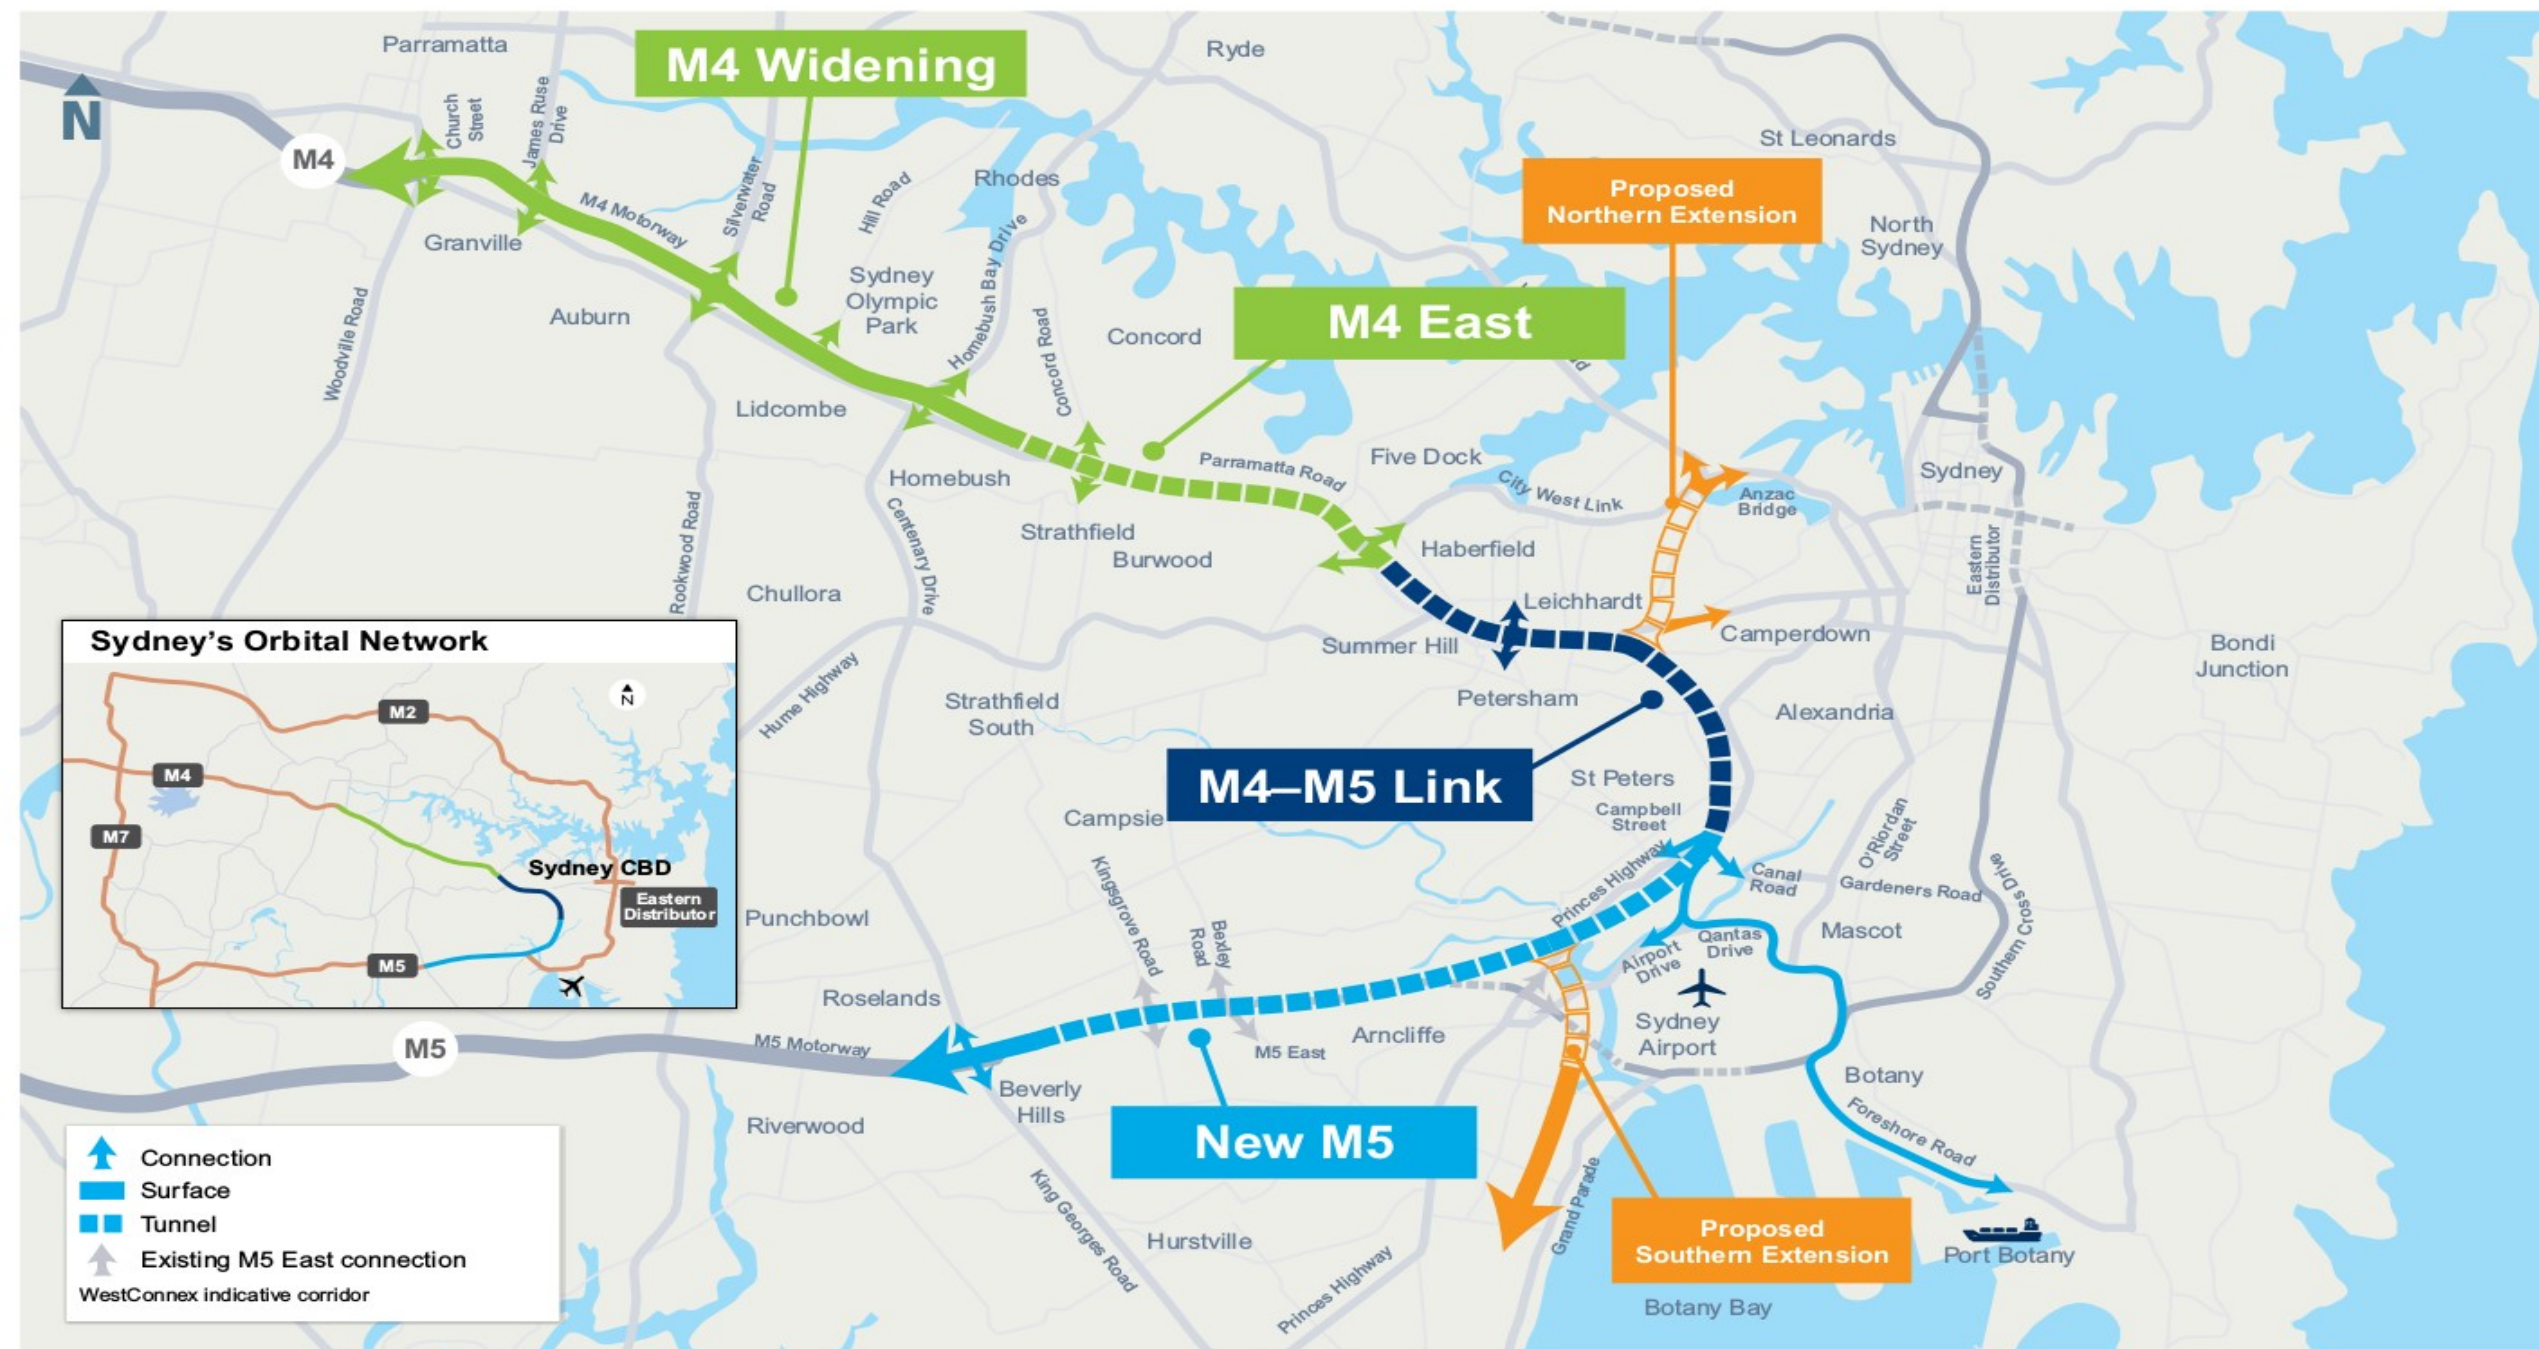 Parramatta
M4 Widening
Ryde
N
M4
Church
Street
James Ruse
Drive
M4 Motorway
Silverwater
Road
Hill Road
Rhodes
St Leonards
Proposed
Northern Extension
North
Sydney
Granville
Sydney
Olympic
Park
Homebush Bay Drive
Concord Road
Concord
M4 East
Auburn
Woodville Road
Lidcombe
Homebush
Parramatta Road
Five Dock
City West Link
Anzac
Bridge
Sydney
Strathfield
Burwood
Centenary Drive
Rookwood Road
Haberfield
Eastern
Distributor
Chullora
Leichhardt
Summer Hill
Camperdown
Bondi
Junction
Hume Highway
Strathfield
South
Petersham
Alexandria
M4–M5 Link
St Peters
Campbell
Street
Campsie
Princes Highway
Canal
Road
O'Riordan
Street
Gardeners Road
Southern Cross Drive
Kingsgrove Road
Bexley
Road
Punchbowl
Mascot
Qantas
Drive
Airport
Drive
Roselands
Sydney
Airport
Arncliffe
M5 East
M5
M5 Motorway
Beverly
Hills
Botany
Foreshore Road
Riverwood
New M5
King Georges Road
Hurstville
Princes Highway
Grand Parade
Proposed
Southern Extension
Port Botany
Botany Bay
Sydney’s Orbital Network
N
M2
M4
M7
Sydney CBD
Eastern
Distributor
M5
Connection
Surface
Tunnel
Existing M5 East connection
WestConnex indicative corridor